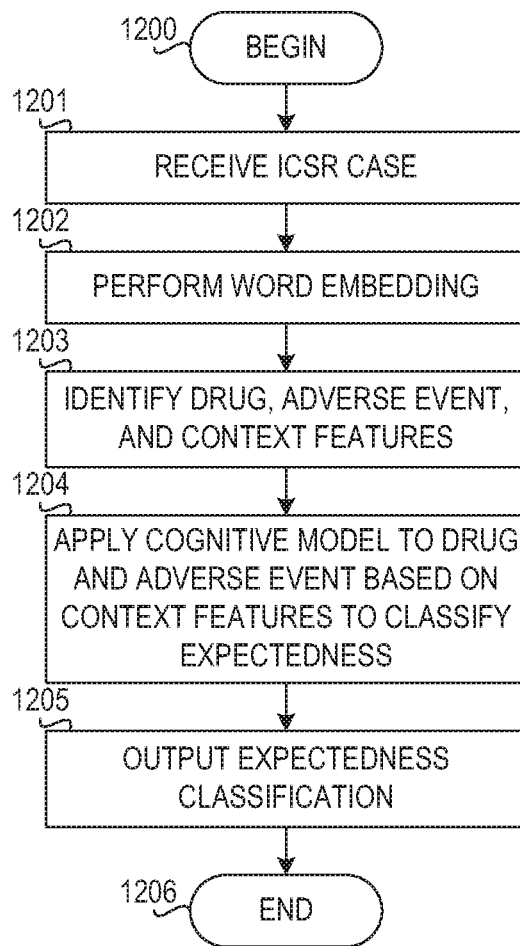 1200
BEGIN
1201
RECEIVE ICSR CASE
1202
PERFORM WORD EMBEDDING
1203
IDENTIFY DRUG, ADVERSE EVENT,
AND CONTEXT FEATURES
1204
APPLY COGNITIVE MODEL TO DRUG
AND ADVERSE EVENT BASED ON
CONTEXT FEATURES TO CLASSIFY
EXPECTEDNESS
1205
OUTPUT EXPECTEDNESS
CLASSIFICATION
1206
END